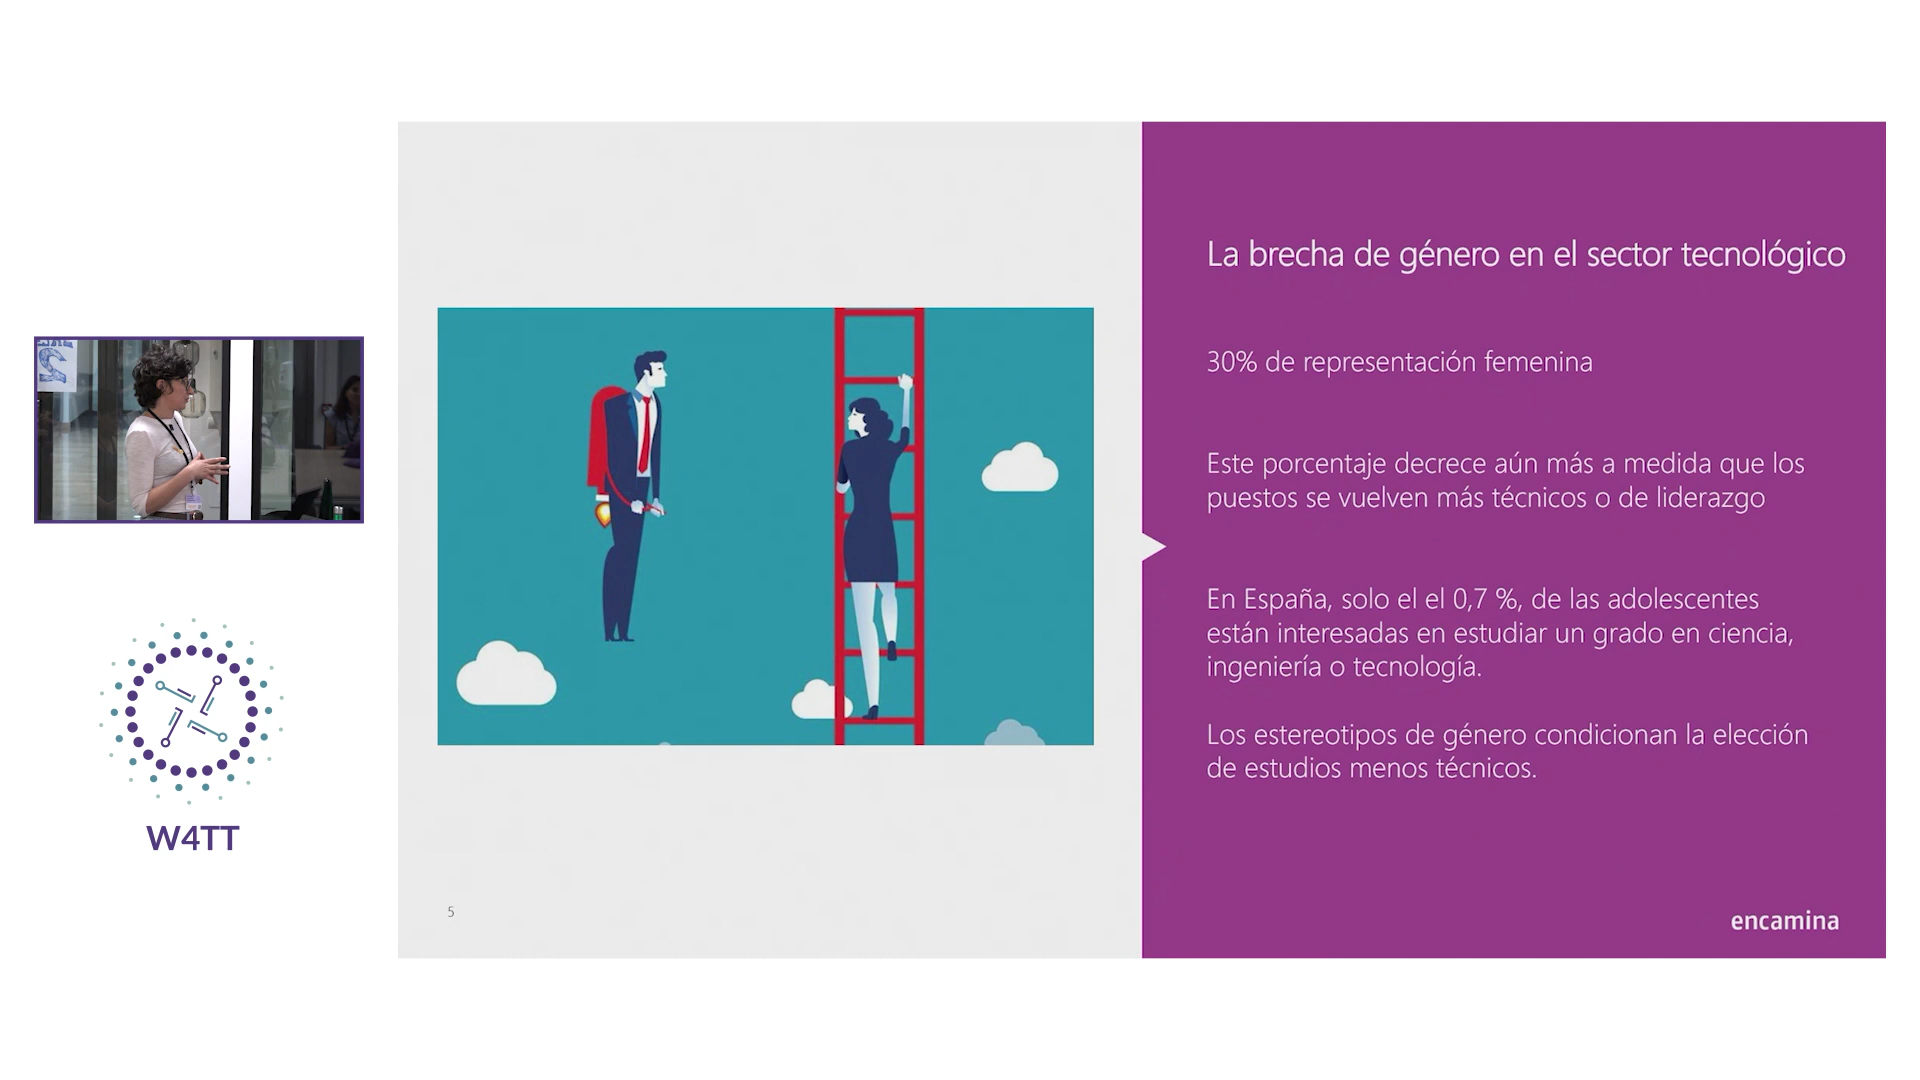 La brecha de género en el sector tecnológico
30% de representación femenina
Este porcentaje decrece aún más a medida que los
puestos se vuelven más técnicos o de liderazgo
En España, solo el el 0,7 %, de las adolescentes
están interesadas en estudiar un grado en ciencia,
ingeniería o tecnología.
Los estereotipos de género condicionan la elección
de estudios menos técnicos.
W4TT
5
encamina